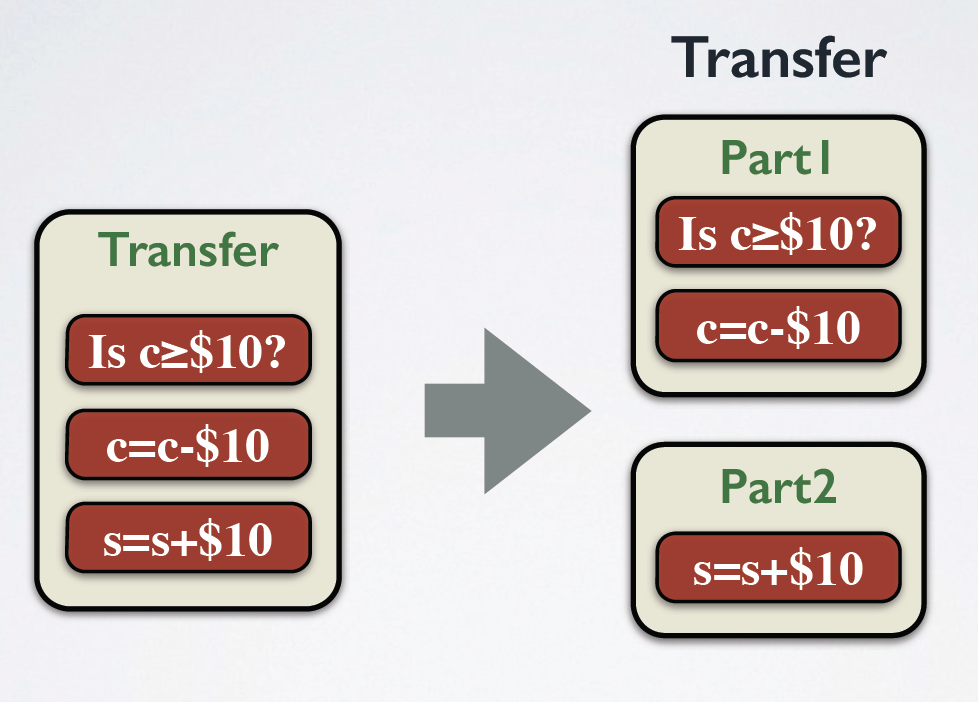 Transfer
Is c≥$10?
c=c-$10
s=s+$10
Transfer
Part1
Is c≥$10?
c=c-$10
Part2
s=s+$10